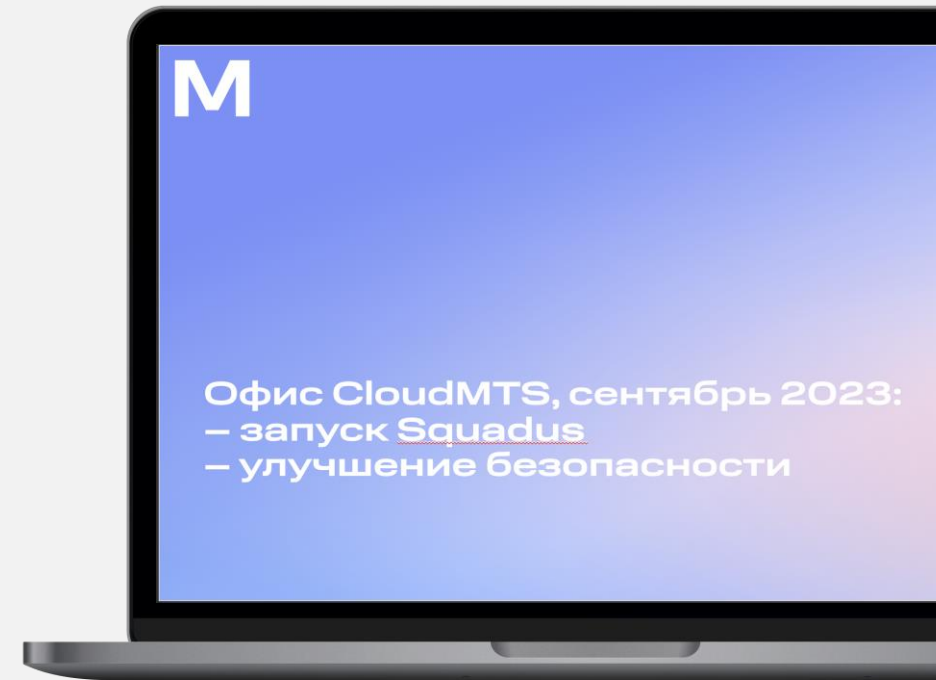 M
Офис CloudMTS, сентябрь 2023:
– запуск Squadus
– улучшение безопасности